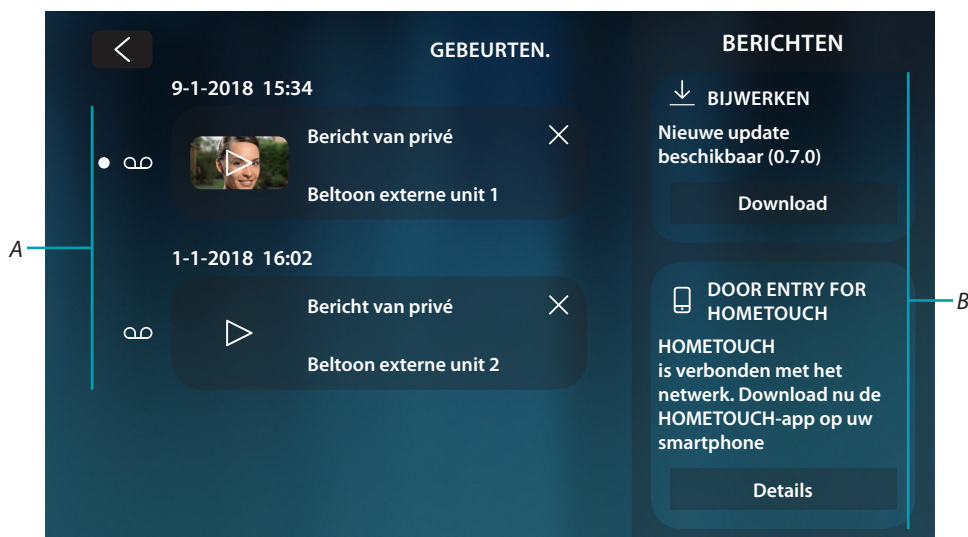 GEBEURTEN.
9-1-2018 15:34
Bericht van privé
Beltoon externe unit 1
1-1-2018 16:02
Bericht van privé
Beltoon externe unit 2
A
BERICHTEN
BIJWERKEN
Nieuwe update
beschikbaar (0.7.0)
Download
DOOR ENTRY FOR
HOMETOUCH
HOMETOUCH
is verbonden met het
netwerk. Download nu de
HOMETOUCH-app op uw
smartphone
Details
B